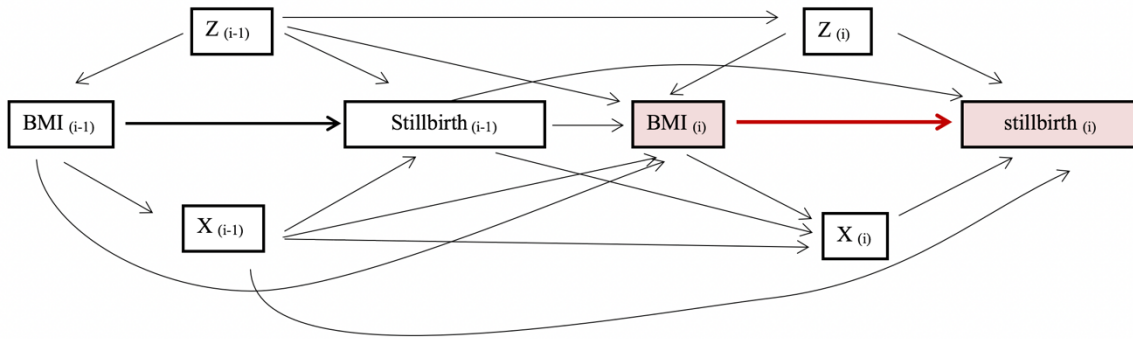 Z (i-1)
Z (i)
BMI (i-1)
Stillbirth (i-1)
BMI (i)
stillbirth (i)
X (i-1)
X (i)